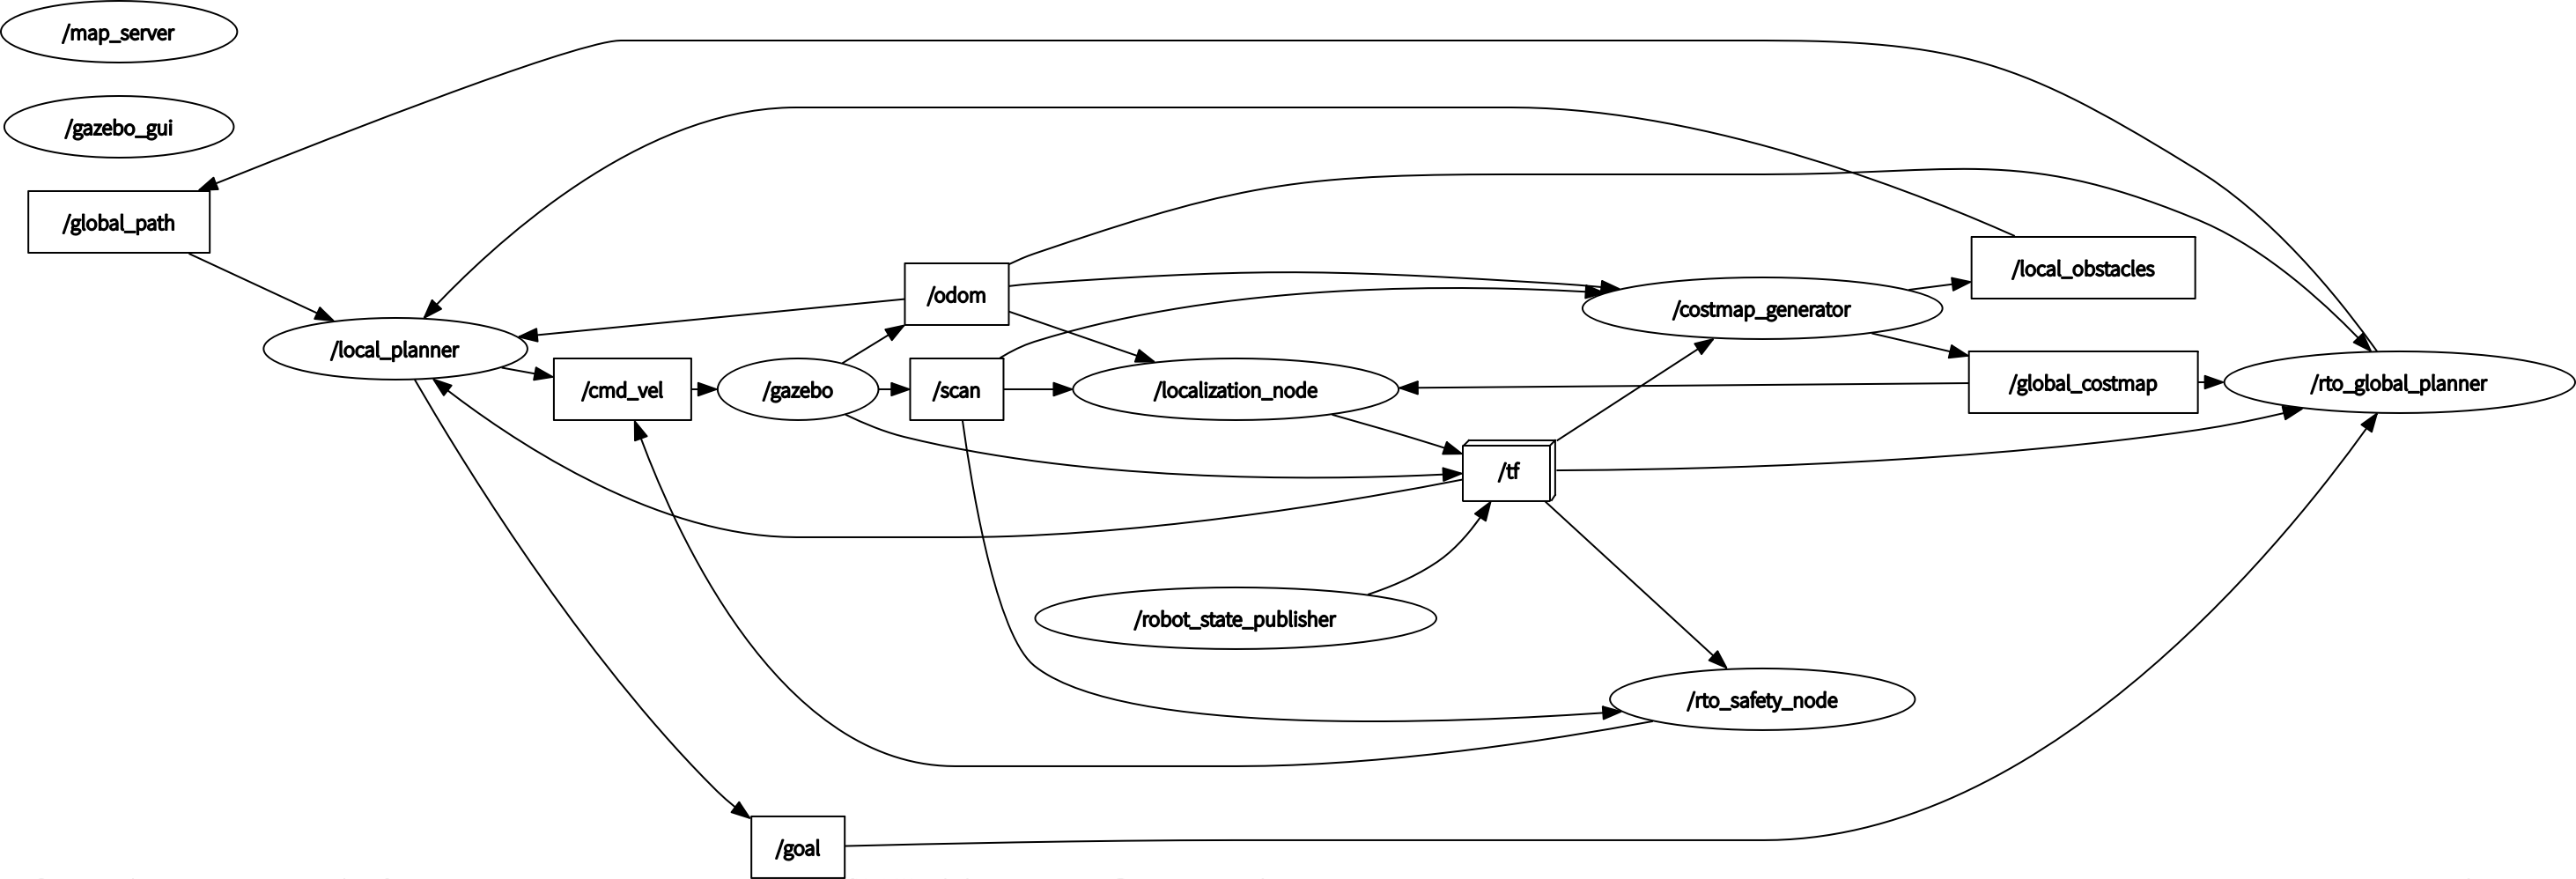 /map_server
/gazebo_gui
/global_path
/local_obstacles
/odom
/costmap_generator
/local_planner
/cmd_vel
/gazebo
/scan
/localization_node
/global_costmap
/rto_global_planner
/tf
/robot_state_publisher
/rto_safety_node
/goal